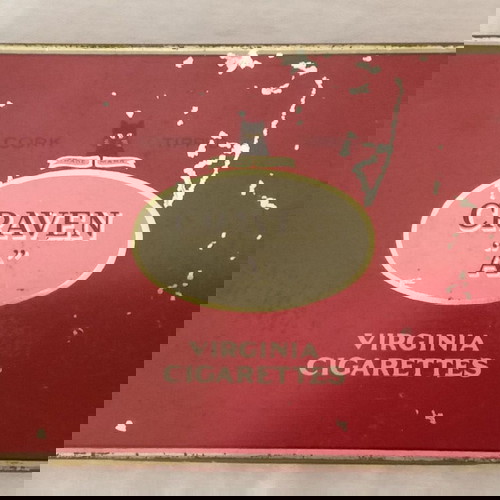 CORK
CRAVEN
"A"
VIRGINIA
CIGARETTES
VIRGINIA
CIGARETTES